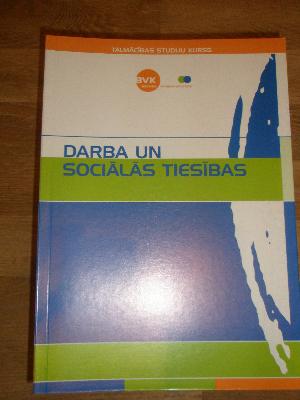 TĀLMĀCĪBAS STUDIJU KURSS
BVK
DARBA UN
SOCIĀLĀS TIESĪBAS